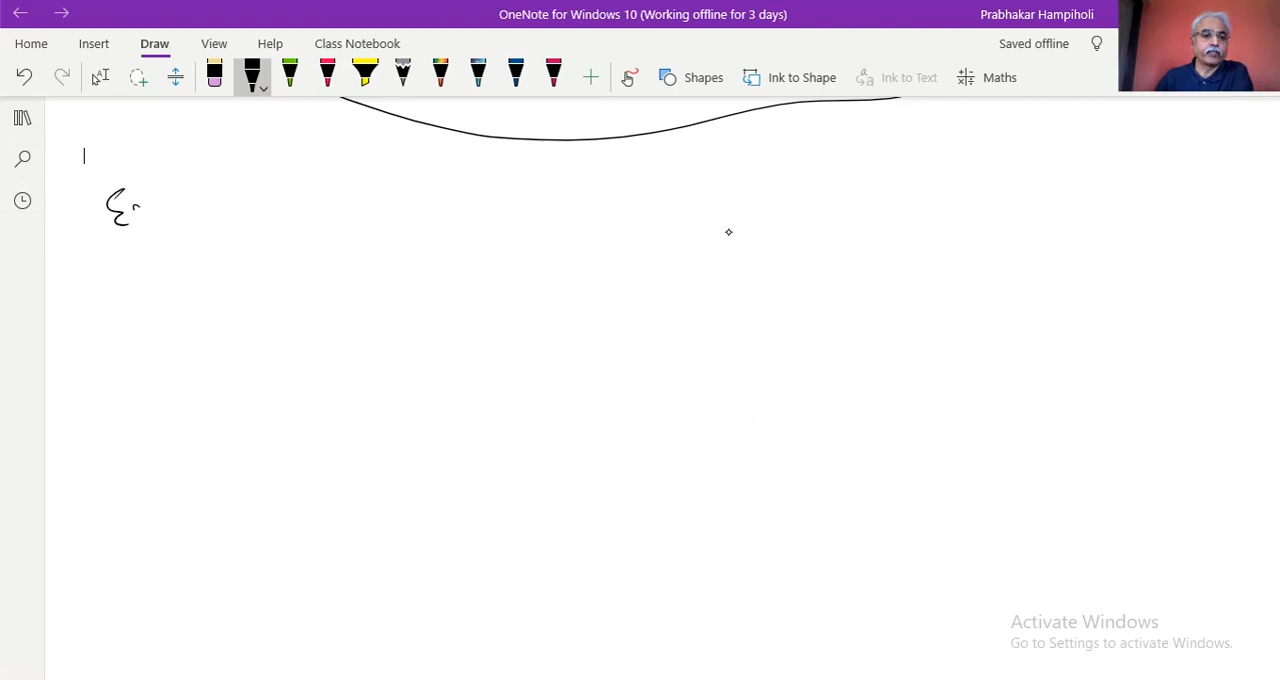 OneNote for Windows 10 (Working offline for 3 days) Prabhakar Hampiholi
Home Insert Draw View Help Class Notebook Saved offline
Shapes Ink to Shape Ink to Text Maths
Activate Windows
Go to Settings to activate Windows.